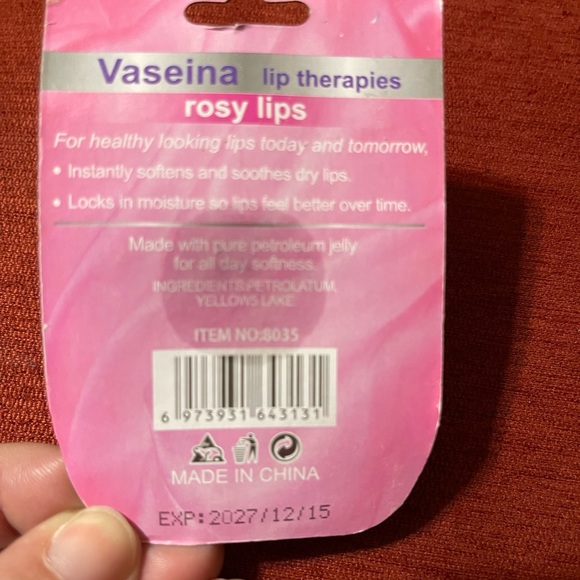 Vaseina lip therapies
rosy lips
For healthy looking lips today and tomorrow,
• Instantly softens and soothes dry lips.
• Locks in moisture so lips feel better over time.
Made with pure petroleum jelly
for all day softness
INGREDIENTS:PETROLATUM,
YELLOW5 LAKE
ITEM NO:8035
6 973931 643131
MADE IN CHINA
EXP:2027/12/15